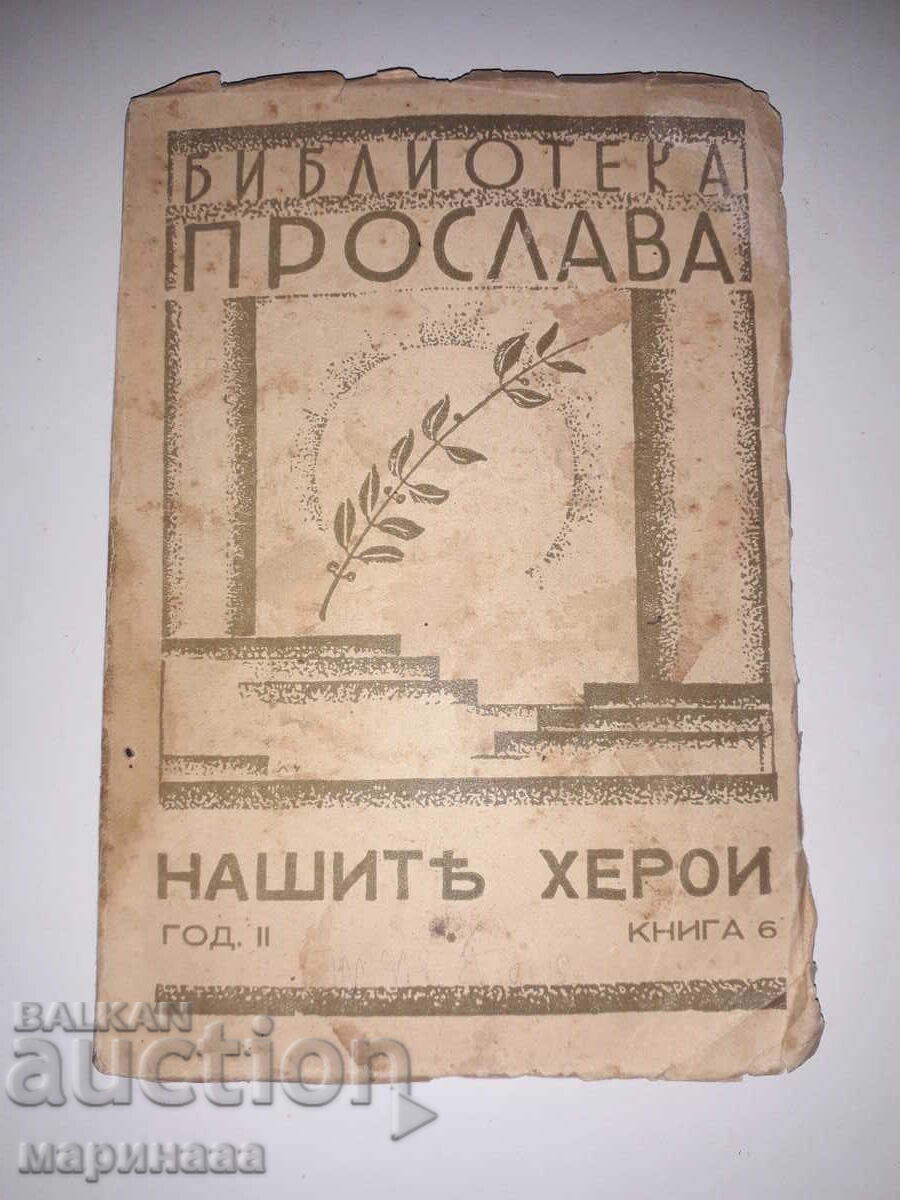 БИБЛИОТЕКА
ПРОСЛАВА
НАШИТѢ ХЕРОИ
ГОД. II КНИГА 6
BALKAN
auction
маринааа